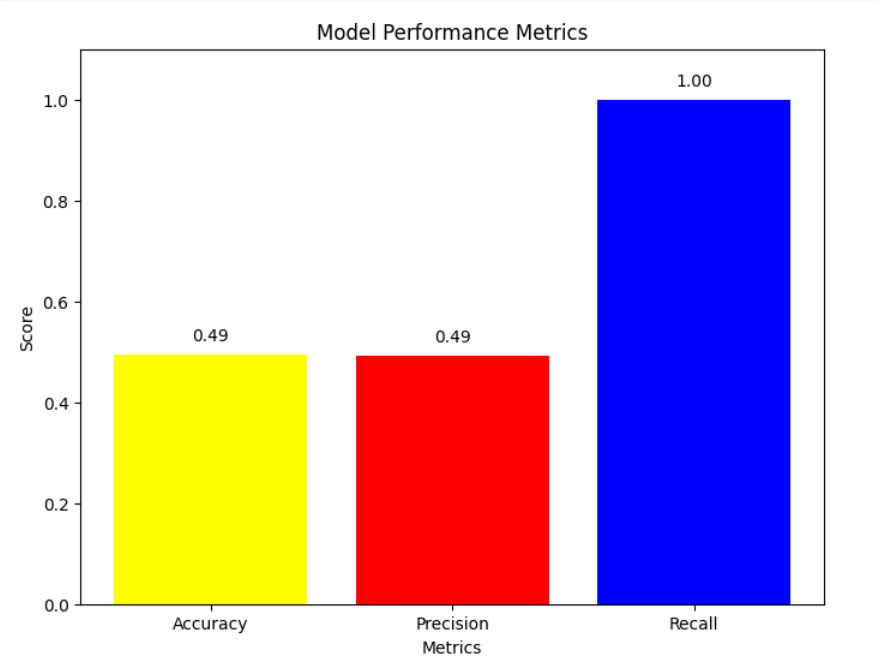 Model Performance Metrics
1.00
0.49
0.49
1.0
0.8
0.6
0.4
0.2
0.0
Score
Accuracy
Precision
Recall
Metrics